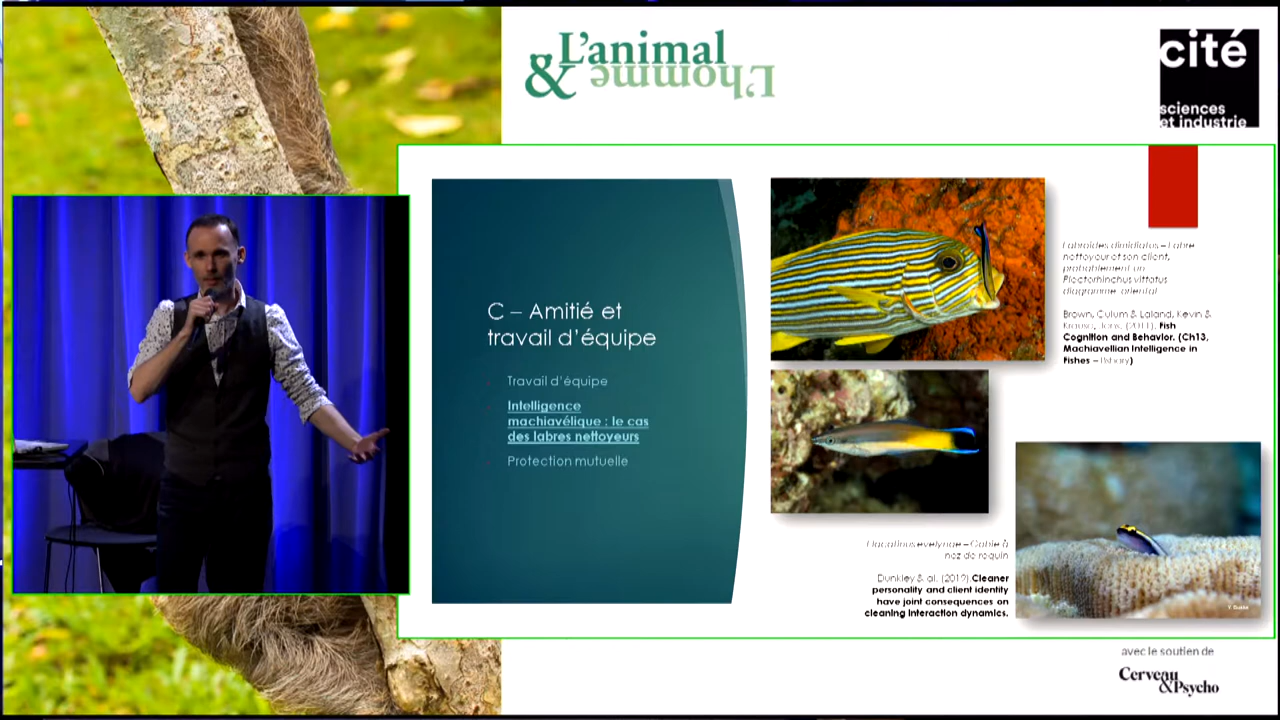 L'animal
& L'homme
cité
sciences
et industrie
C – Amitié et
travail d'équipe
Travail d'équipe
Intelligence
machiavélique : le cas
des labres nettoyeurs
Protection mutuelle
Labroides dimidiatus – Labre
nettoyeur et son client,
probablement un
Plectorhinchus vittatus
diagramme oriental
Brown, Culum & Laland, Kevin &
Krause, Jens. (2011). Fish
Cognition and Behavior. (Ch13,
Machiavellian Intelligence in
Fishes – Bshary)
Elacatinus evelynae – Gobie à
nez de requin
Dunkley & al. (2019).Cleaner
personality and client identity
have joint consequences on
cleaning interaction dynamics.
avec le soutien de
Cerveau
&Psycho